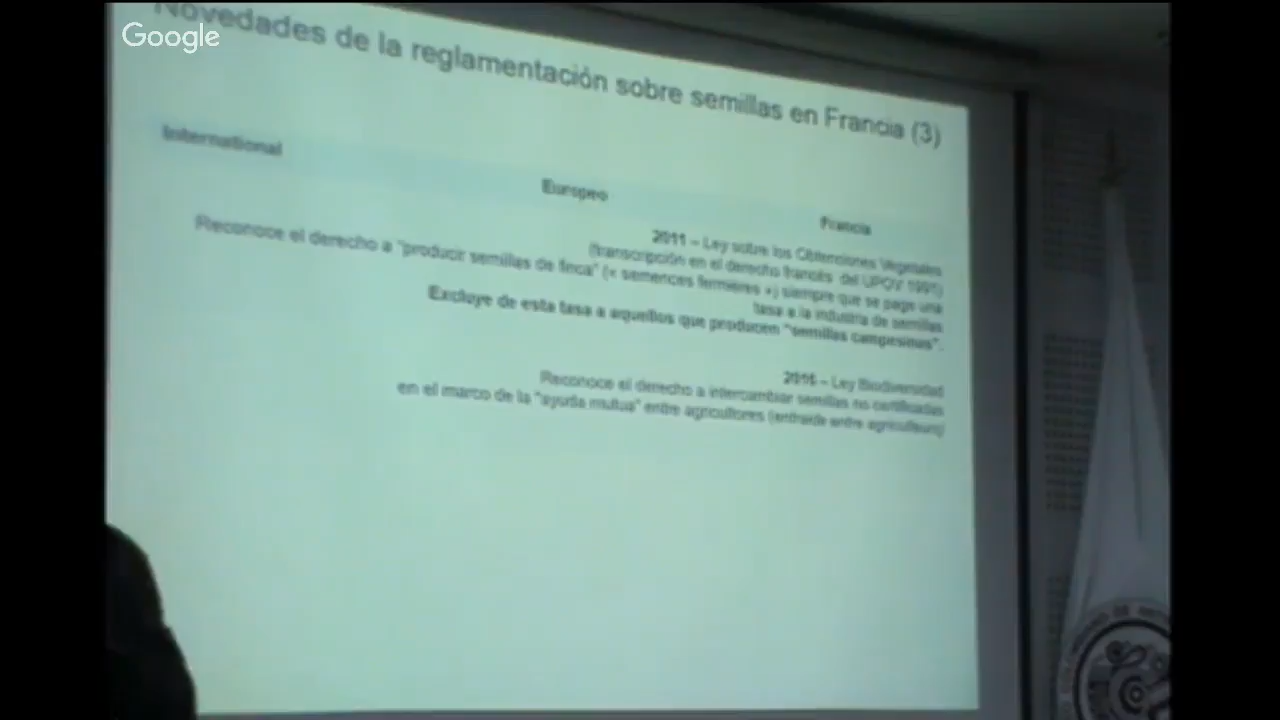 Google
Novedades de la reglamentación sobre semillas en Francia (3)
International
Europeo
Francia
2011 – Ley sobre los Obtenciones Vegetales
(transcripción en el derecho francés del UPOV 1991)
Reconoce el derecho a "producir semillas de finca" (« semences fermières ») siempre que se page una
tasa a la industria de semillas
Excluye de esta tasa a aquellos que producen "semillas campesinas".
2016 – Ley Biodiversidad
Reconoce el derecho a intercambiar semillas no certificadas
en el marco de la "ayuda mutua" entre agricultores (entraide entre agriculteurs)